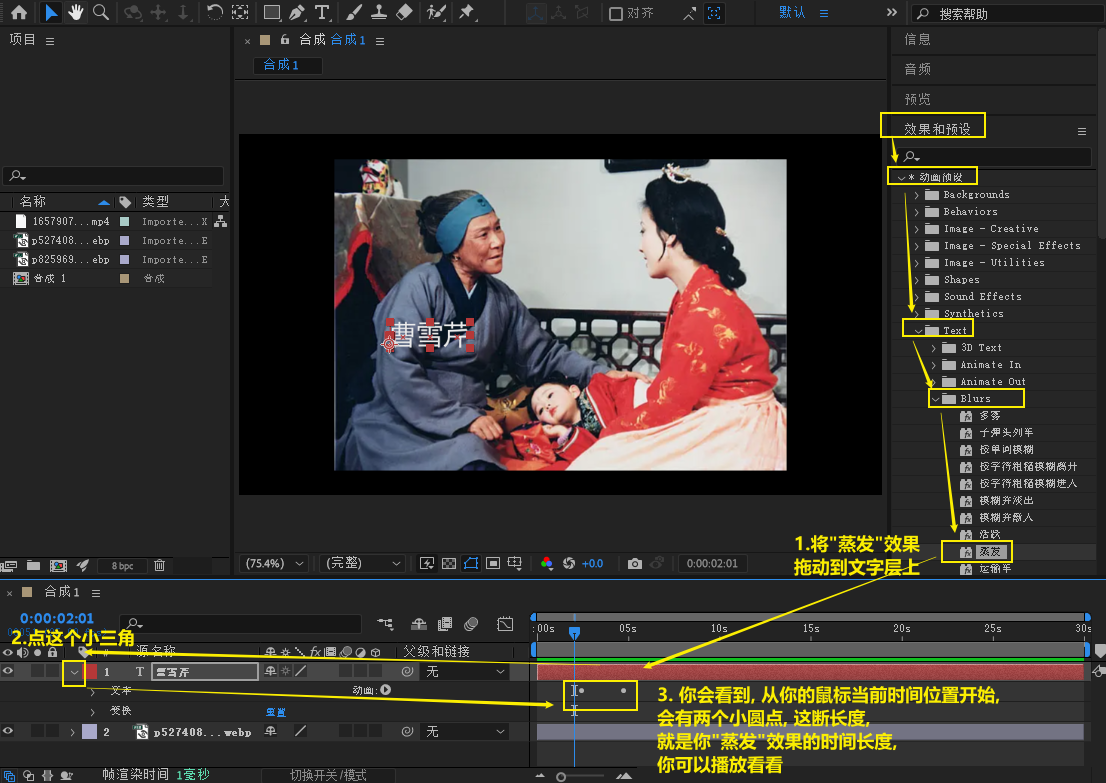 T
对齐
默认
»
搜索帮助
项目
合成 合成 1
合成 1
信息
音频
预览
效果和预设
* 动画预设
Backgrounds
Behaviors
Image - Creative
Image - Special Effects
Image - Utilities
Shapes
Sound Effects
Synthetics
Text
3D Text
Animate In
Animate Out
Blurs
多雾
子弹头列车
按单词模糊
按字符粗糙模糊离开
按字符粗糙模糊进入
模糊并淡出
模糊并散入
蒸发
运输车
名称 类型 大
1657907...mp4 Importe...X
p527408...ebp Importe...E
p825969...ebp Importe...E
合成 1 合成
曹雪芹
8 bpc
(75.4%) (完整) +0.0 0:00:02:01
1.将"蒸发"效果
拖动到文字层上
合成 1
0:00:02:01
2.点这个小三角
# 源名称 父级和链接
:00s 05s 10s 15s 20s 25s 30s
1 T 曹雪芹 无
文本 动画:
变换 重置
2 p527408...webp 无
3. 你会看到, 从你的鼠标当前时间位置开始,
会有两个小圆点, 这断长度,
就是你"蒸发"效果的时间长度,
你可以播放看看
帧渲染时间 1毫秒 切换开关/模式